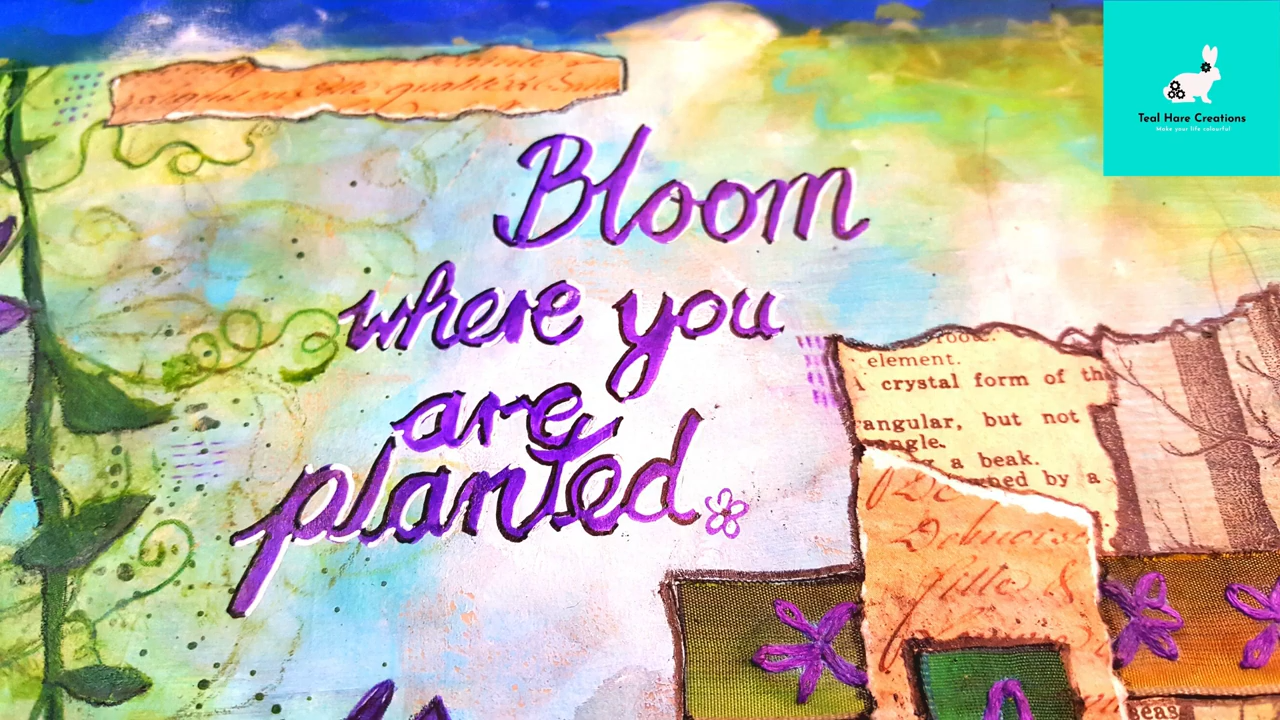 Teal Hare Creations
Make your life colourful
Bloom
where you
are
planted
element.
crystal form of th
angular, but not
angle.
a beak.
by a
seas